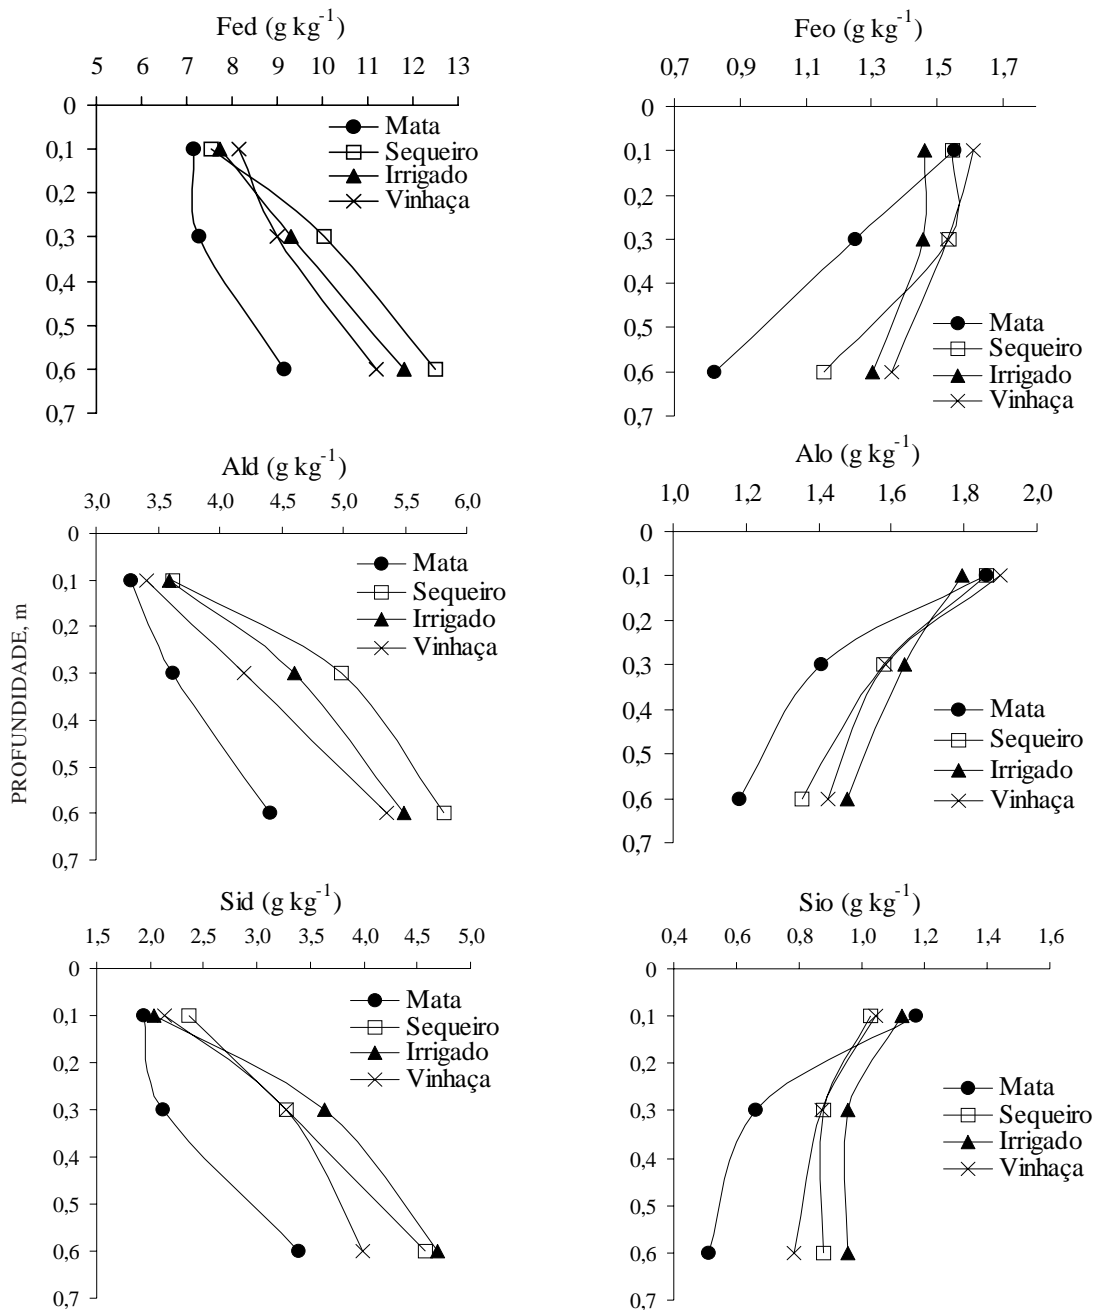 Fed (g kg⁻¹)
5 6 7 8 9 10 11 12 13
0
0,1
0,2
0,3
0,4
0,5
0,6
0,7
Mata
Sequeiro
Irrigado
Vinhaça
Feo (g kg⁻¹)
0,7 0,9 1,1 1,3 1,5 1,7
0
0,1
0,2
0,3
0,4
0,5
0,6
0,7
Mata
Sequeiro
Irrigado
Vinhaça
PROFUNDIDADE, m
Ald (g kg⁻¹)
3,0 3,5 4,0 4,5 5,0 5,5 6,0
0
0,1
0,2
0,3
0,4
0,5
0,6
0,7
Mata
Sequeiro
Irrigado
Vinhaça
Alo (g kg⁻¹)
1,0 1,2 1,4 1,6 1,8 2,0
0
0,1
0,2
0,3
0,4
0,5
0,6
0,7
Mata
Sequeiro
Irrigado
Vinhaça
Sid (g kg⁻¹)
1,5 2,0 2,5 3,0 3,5 4,0 4,5 5,0
0
0,1
0,2
0,3
0,4
0,5
0,6
0,7
Mata
Sequeiro
Irrigado
Vinhaça
Sio (g kg⁻¹)
0,4 0,6 0,8 1,0 1,2 1,4 1,6
0
0,1
0,2
0,3
0,4
0,5
0,6
0,7
Mata
Sequeiro
Irrigado
Vinhaça